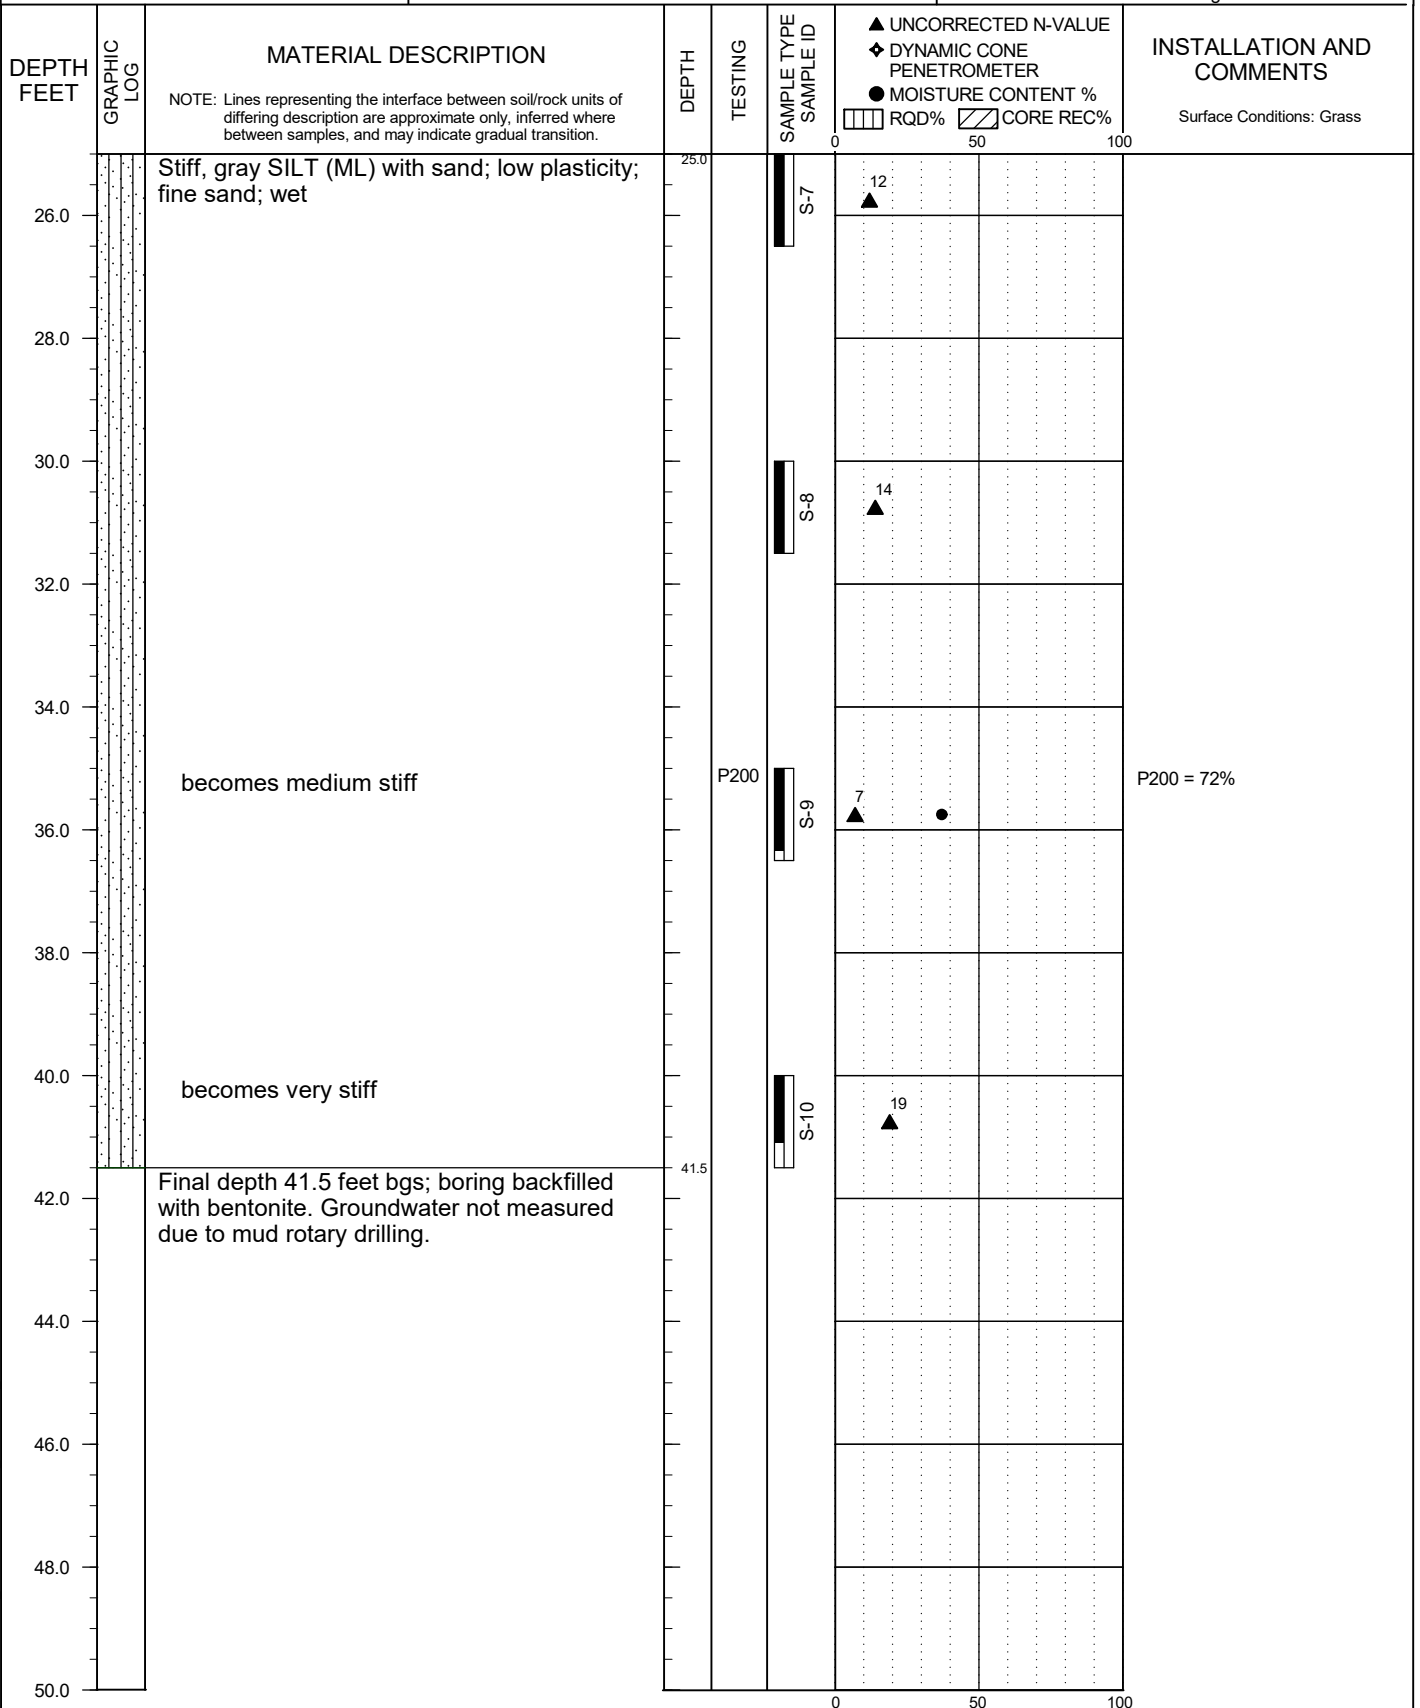 DEPTH
FEET
GRAPHIC
LOG
MATERIAL DESCRIPTION
NOTE: Lines representing the interface between soil/rock units of
differing description are approximate only, inferred where
between samples, and may indicate gradual transition.
DEPTH
TESTING
SAMPLE TYPE
SAMPLE ID
UNCORRECTED N-VALUE
DYNAMIC CONE
PENETROMETER
MOISTURE CONTENT %
RQD% CORE REC%
0 50 100
INSTALLATION AND
COMMENTS
Surface Conditions: Grass
Stiff, gray SILT (ML) with sand; low plasticity;
fine sand; wet
25.0
S-7
12
26.0
28.0
30.0
S-8
14
32.0
34.0
becomes medium stiff
P200
S-9
7
P200 = 72%
36.0
38.0
40.0
becomes very stiff
S-10
19
41.5
Final depth 41.5 feet bgs; boring backfilled
with bentonite. Groundwater not measured
due to mud rotary drilling.
42.0
44.0
46.0
48.0
50.0
0 50 100